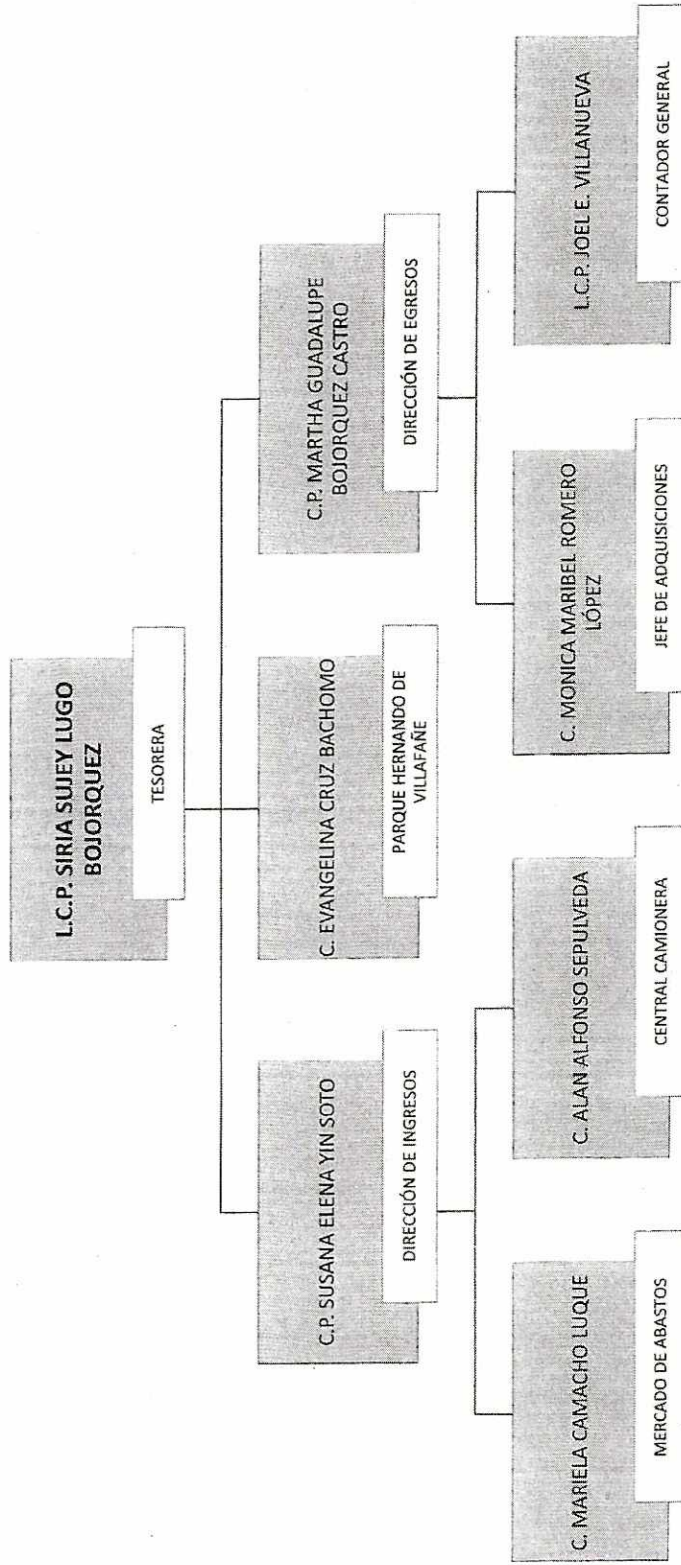 L.C.P. SIRIA SUJEY LUGO
BOJORQUEZ
TESORERA
C.P. SUSANA ELENA YIN SOTO
DIRECCIÓN DE INGRESOS
C. EVANGELINA CRUZ BACHOMO
PARQUE HERNANDO DE
VILLAFAÑE
C.P. MARTHA GUADALUPE
BOJORQUEZ CASTRO
DIRECCIÓN DE EGRESOS
C. MARIELA CAMACHO LUQUE
MERCADO DE ABASTOS
C. ALAN ALFONSO SEPULVEDA
CENTRAL CAMIONERA
C. MONICA MARIBEL ROMERO
LÓPEZ
JEFE DE ADQUISICIONES
L.C.P. JOEL E. VILLANUEVA
CONTADOR GENERAL